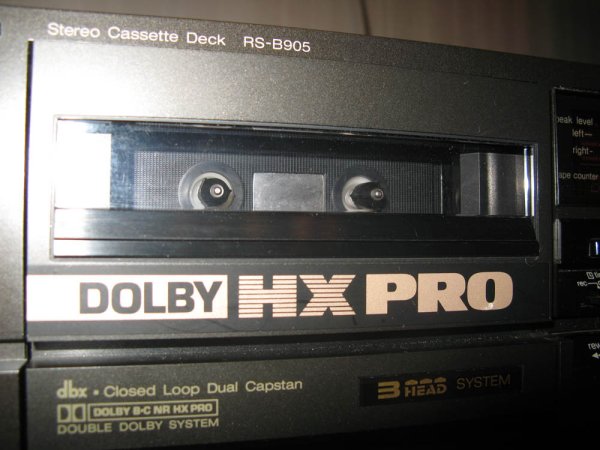 Stereo Cassette Deck RS-B905
peak level
left
right
tape counter
DOLBY HX PRO
rec
dbx • Closed Loop Dual Capstan
DOLBY B•C NR HX PRO
DOUBLE DOLBY SYSTEM
3 HEAD SYSTEM